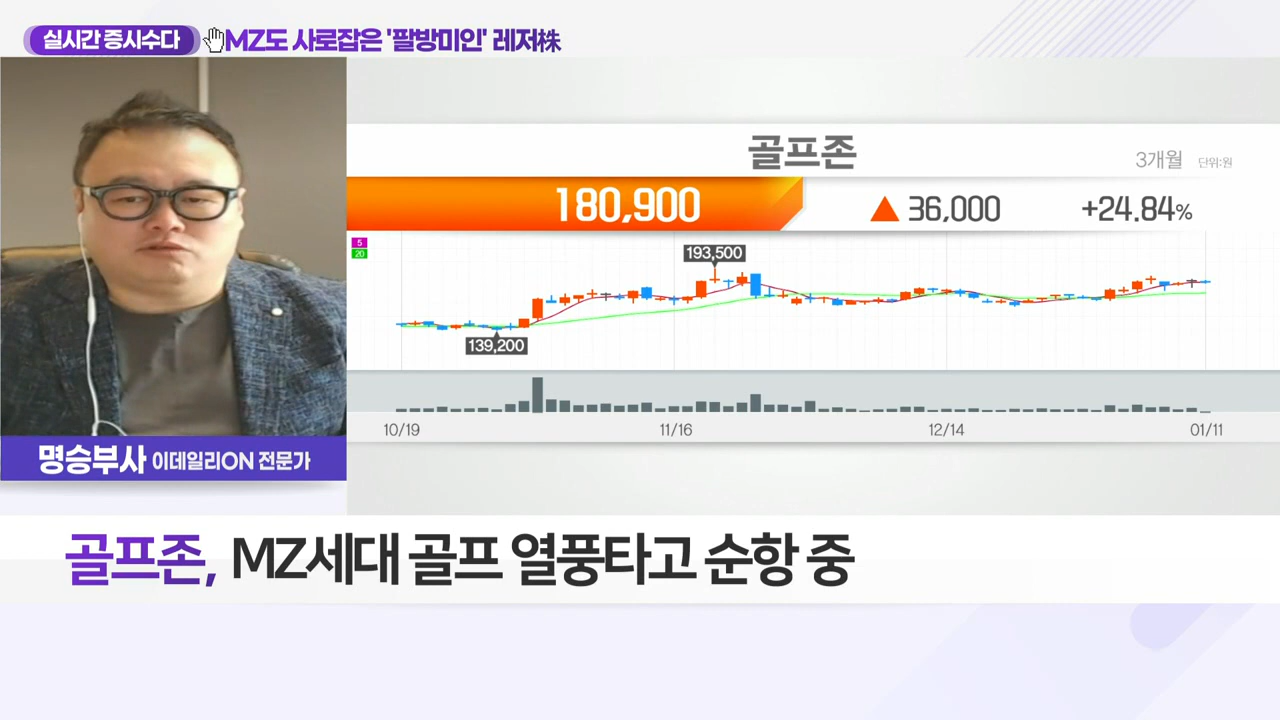 실시간 증시수다 MZ도 사로잡은 '팔방미인' 레저株
골프존
3개월 단위:원
180,900 ▲ 36,000 +24.84%
5
20
193,500
139,200
10/19 11/16 12/14 01/11
명승부사 이데일리ON 전문가
골프존, MZ세대 골프 열풍타고 순항 중